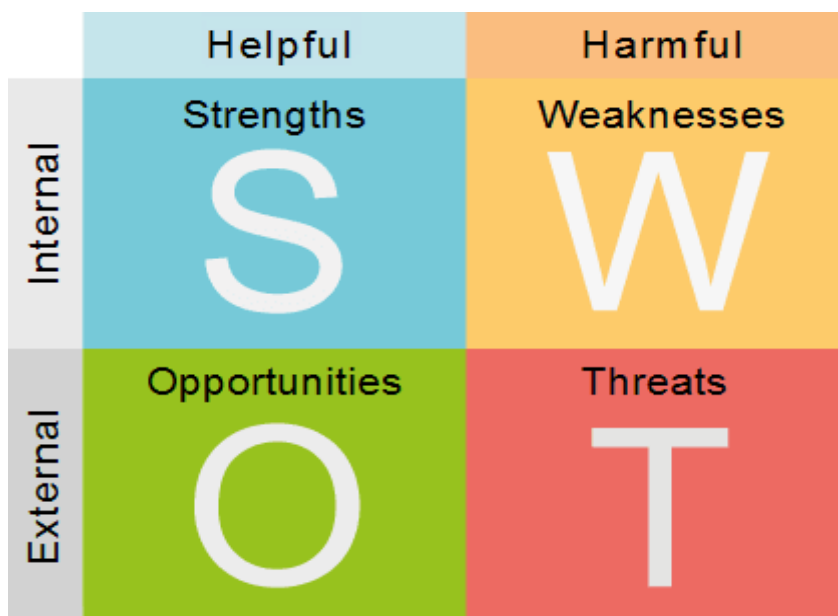 Helpful
Harmful
Internal
Strengths
S
Weaknesses
W
External
Opportunities
O
Threats
T